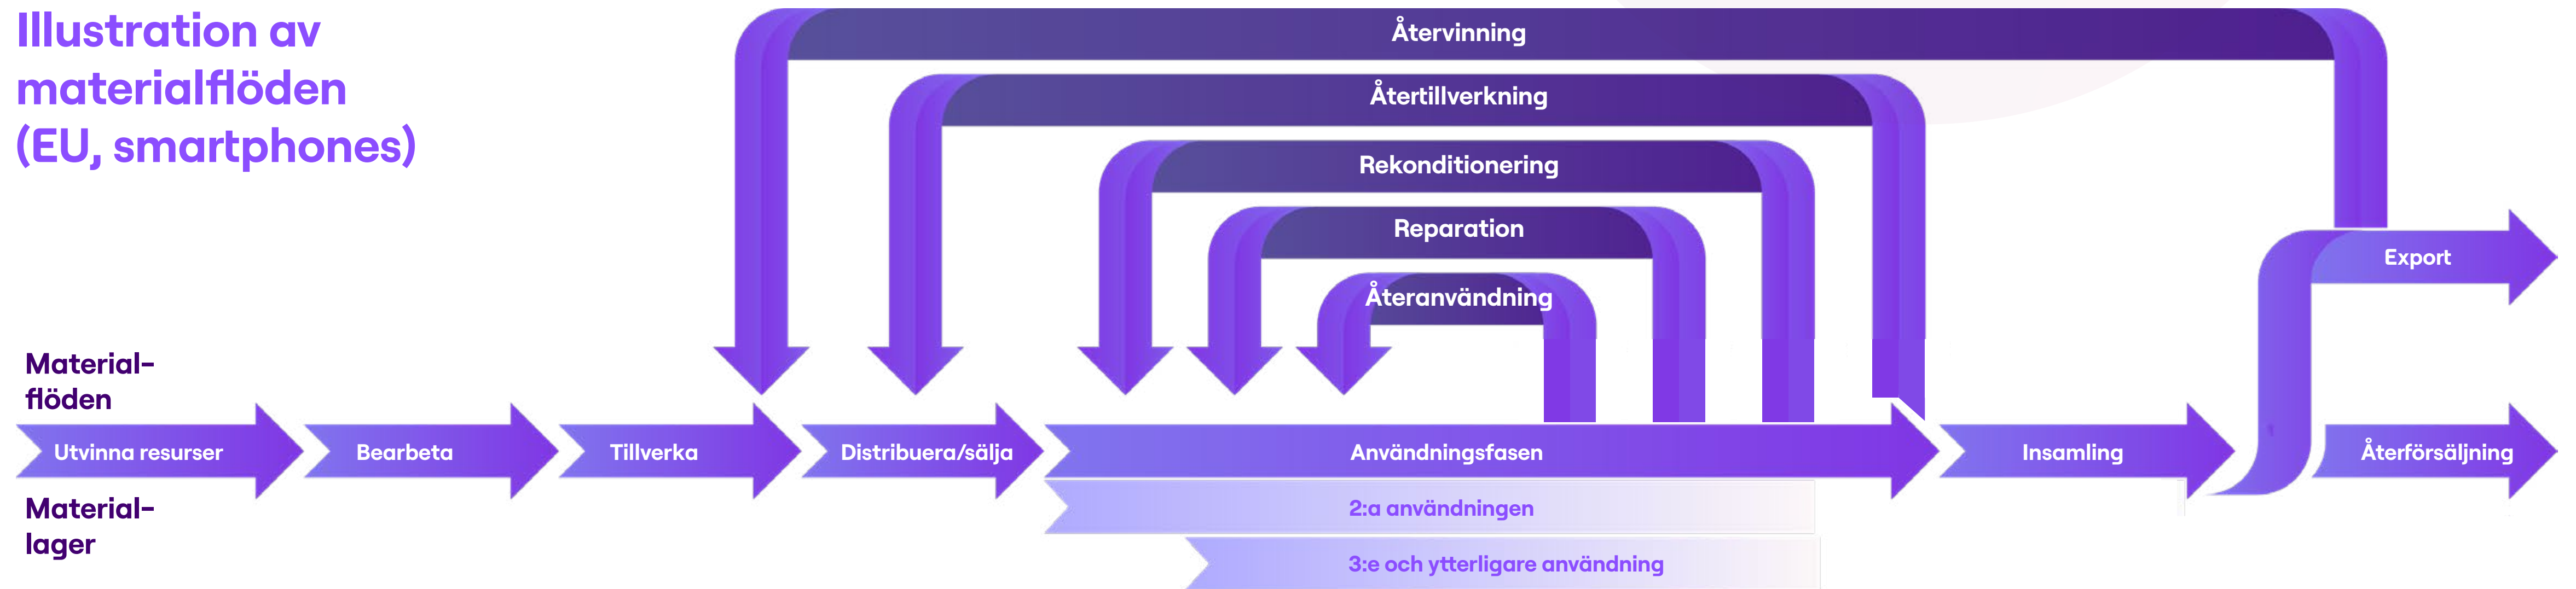 Illustration av
materialflöden
(EU, smartphones)
Återvinning
Återtillverkning
Rekonditionering
Reparation
Återanvändning
Export
Material-
flöden
Utvinna resurser
Bearbeta
Tillverka
Distribuera/sälja
Användningsfasen
Insamling
Återförsäljning
Material-
lager
2:a användningen
3:e och ytterligare användning